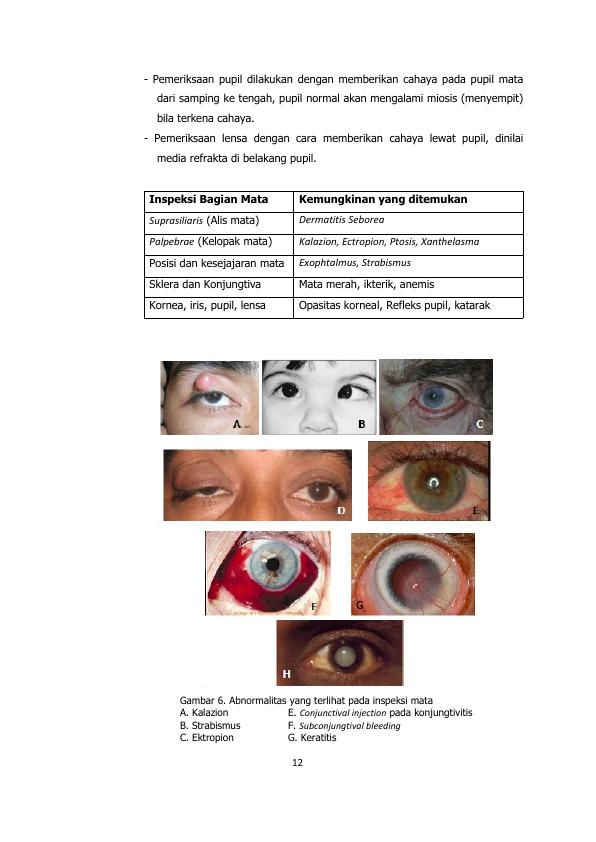 - Pemeriksaan pupil dilakukan dengan memberikan cahaya pada pupil mata
dari samping ke tengah, pupil normal akan mengalami miosis (menyempit)
bila terkena cahaya.
- Pemeriksaan lensa dengan cara memberikan cahaya lewat pupil, dinilai
media refrakta di belakang pupil.
Inspeksi Bagian Mata Kemungkinan yang ditemukan
Suprasiliaris (Alis mata) Dermatitis Seborea
Palpebrae (Kelopak mata) Kalazion, Ectropion, Ptosis, Xanthelasma
Posisi dan kesejajaran mata Exophtalmus, Strabismus
Sklera dan Konjungtiva Mata merah, ikterik, anemis
Kornea, iris, pupil, lensa Opasitas korneal, Refleks pupil, katarak
A B C
D E
F G
H
Gambar 6. Abnormalitas yang terlihat pada inspeksi mata
A. Kalazion E. Conjunctival injection pada konjungtivitis
B. Strabismus F. Subconjungtival bleeding
C. Ektropion G. Keratitis
12